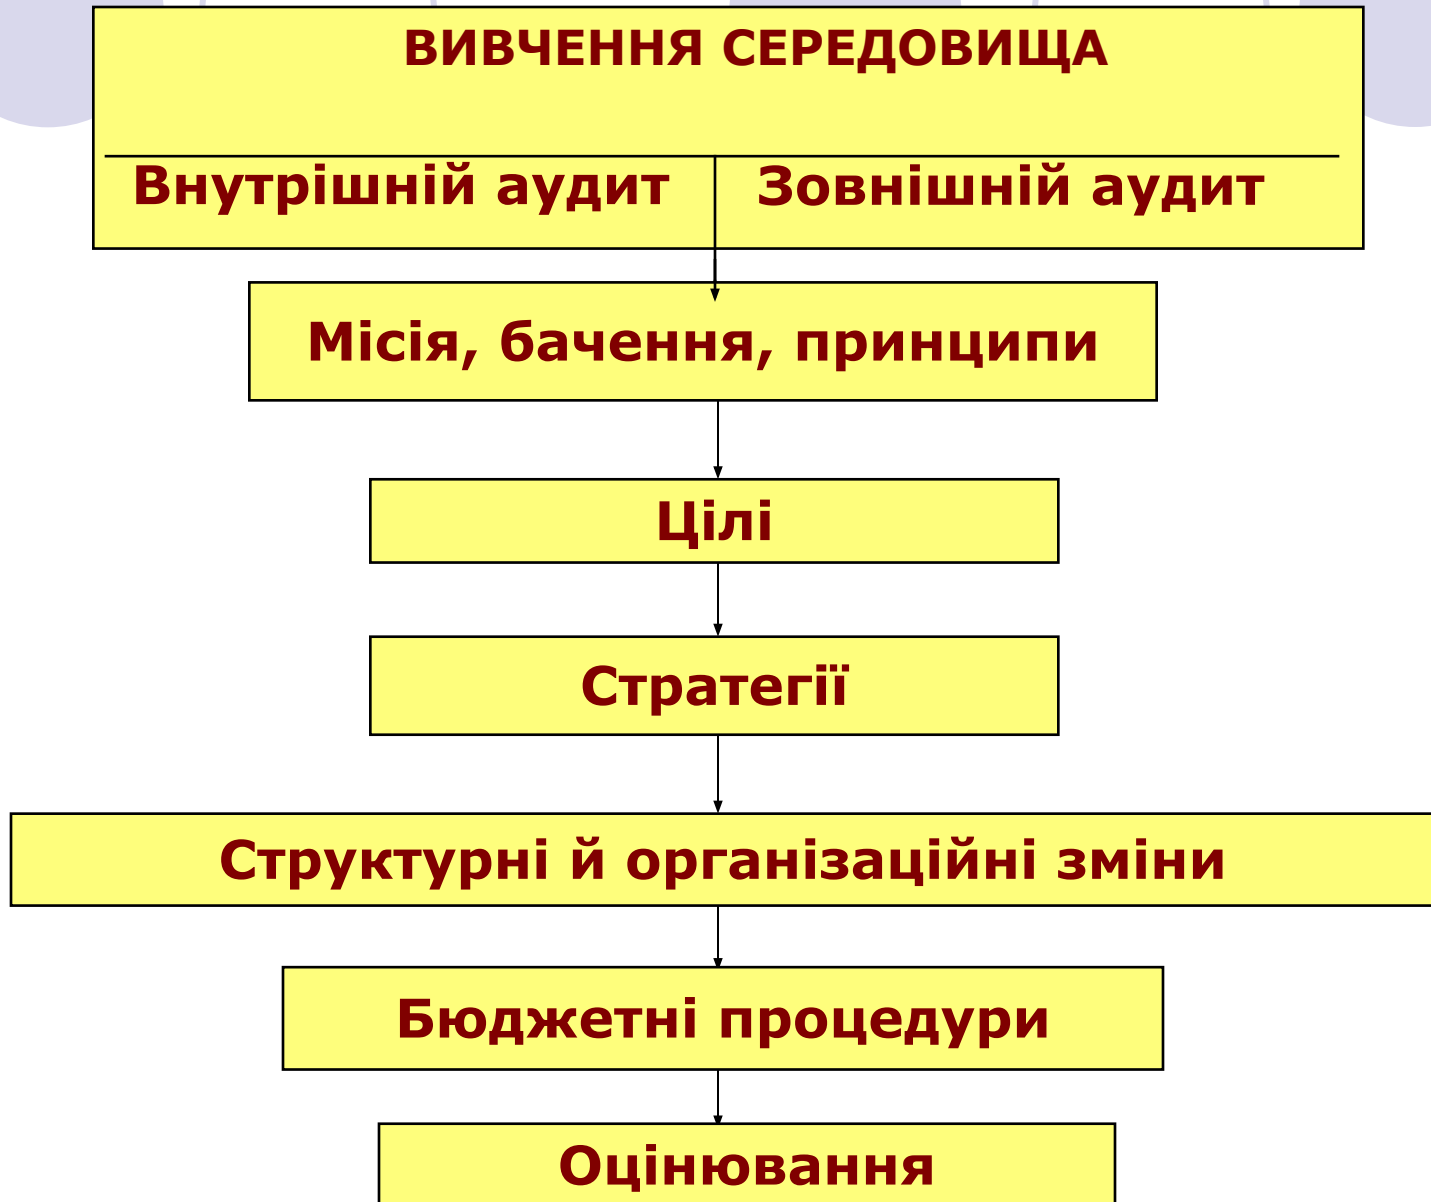 ВИВЧЕННЯ СЕРЕДОВИЩА
Внутрішній аудит
Зовнішній аудит
Місія, бачення, принципи
Цілі
Стратегії
Структурні й організаційні зміни
Бюджетні процедури
Оцінювання